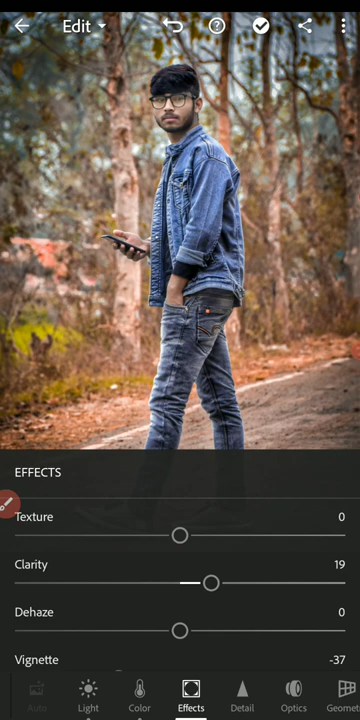 Edit
EFFECTS
Texture 0
Clarity 19
Dehaze 0
Vignette -37
Auto Light Color Effects Detail Optics Geomet